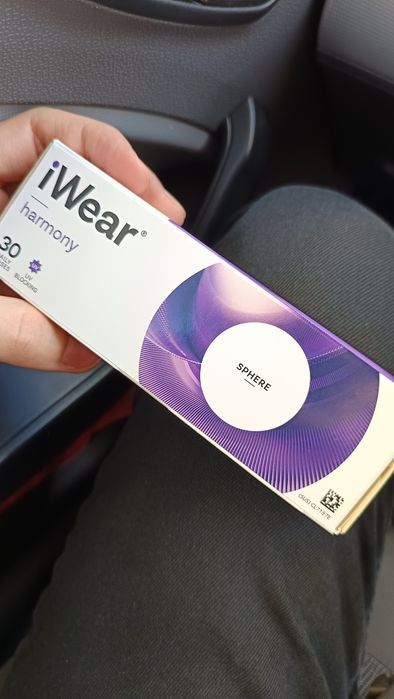 iWear®
harmony
30
UV
BLOCKING
SPHERE